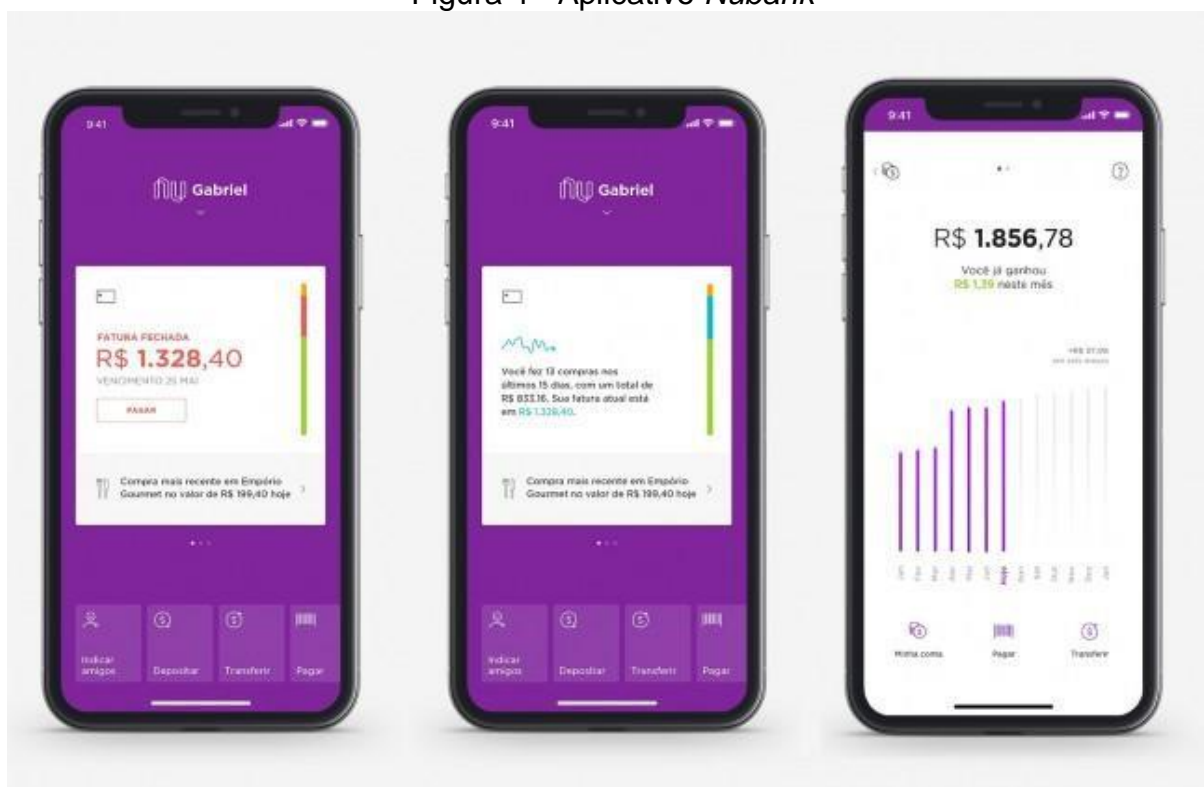 Figura 4 - Aplicativo Nubank
9:41
nu Gabriel
FATURA FECHADA
R$ 1.328,40
VENCIMENTO 25 MAI
PAGAR
Compra mais recente em Empório
Gourmet no valor de R$ 199,40 hoje
Indicar
amigos
Depositar
Transferir
Pagar
9:41
nu Gabriel
Você fez 13 compras nos
últimos 15 dias, com um total de
R$ 833,16. Sua fatura atual está
em R$ 1.328,40.
Compra mais recente em Empório
Gourmet no valor de R$ 199,40 hoje
Indicar
amigos
Depositar
Transferir
Pagar
9:41
R$ 1.856,78
Você já ganhou
R$ 1,39 neste mês
Minha conta
Pagar
Transferir